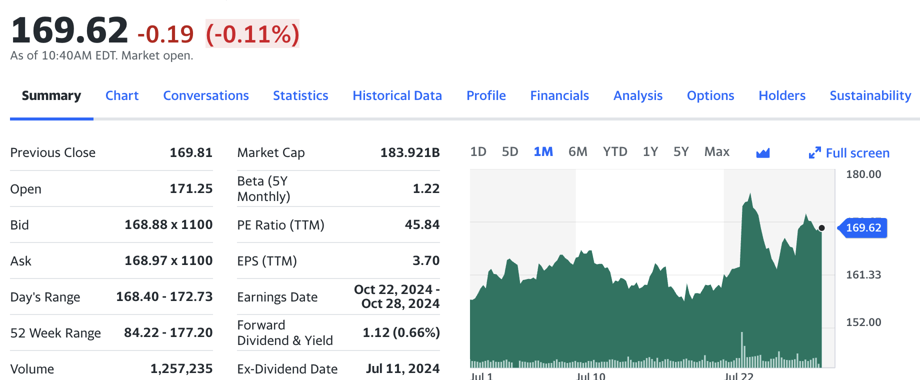 169.62 -0.19 (-0.11%)
As of 10:40AM EDT. Market open.
Summary Chart Conversations Statistics Historical Data Profile Financials Analysis Options Holders Sustainability
Previous Close 169.81
Open 171.25
Bid 168.88 x 1100
Ask 168.97 x 1100
Day's Range 168.40 - 172.73
52 Week Range 84.22 - 177.20
Volume 1,257,235
Market Cap 183.921B
Beta (5Y
Monthly) 1.22
PE Ratio (TTM) 45.84
EPS (TTM) 3.70
Earnings Date Oct 22, 2024 -
Oct 28, 2024
Forward
Dividend & Yield 1.12 (0.66%)
Ex-Dividend Date Jul 11, 2024
1D 5D 1M 6M YTD 1Y 5Y Max Full screen
180.00
169.62
161.33
152.00
Jul 1 Jul 10 Jul 22